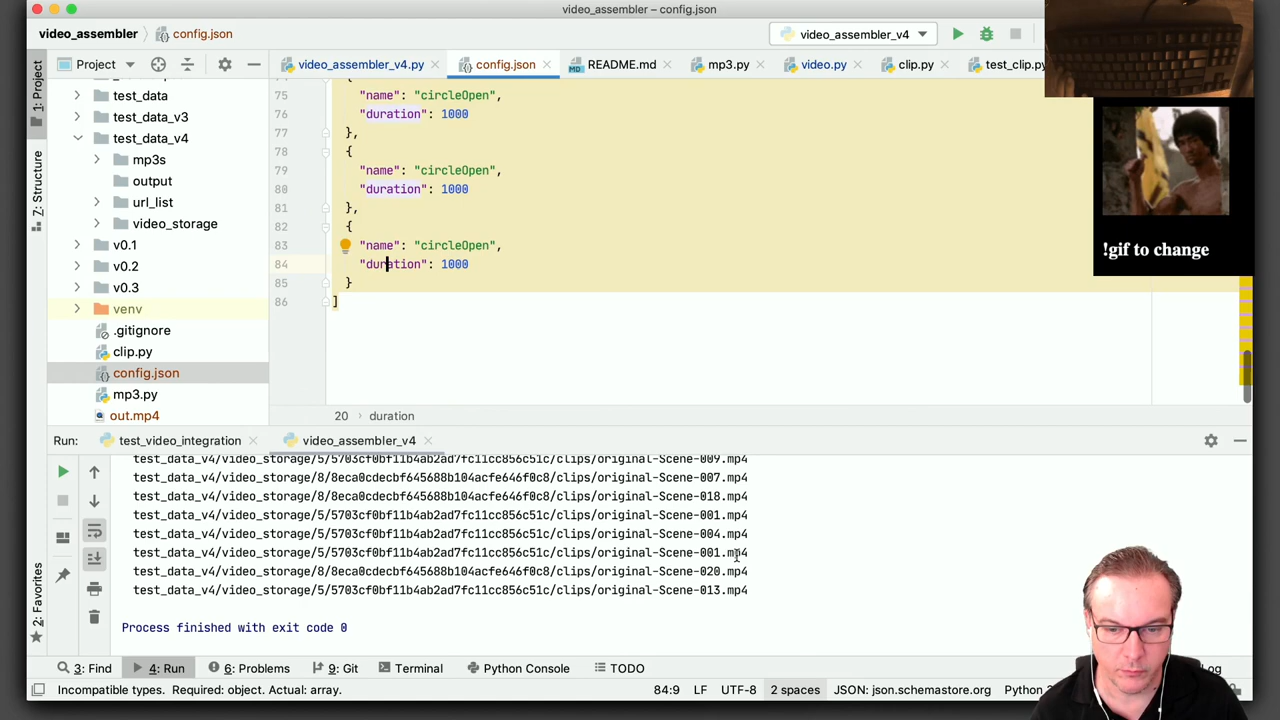 video_assembler – config.json
video_assembler
config.json
video_assembler_v4
1: Project
Project
video_assembler_v4.py
config.json
README.md
mp3.py
video.py
clip.py
test_clip.py
test_data
test_data_v3
test_data_v4
mp3s
output
url_list
video_storage
v0.1
v0.2
v0.3
venv
.gitignore
clip.py
config.json
mp3.py
out.mp4
Z: Structure
2: Favorites
75 "name": "circleOpen",
76 "duration": 1000
77 },
78 {
79 "name": "circleOpen",
80 "duration": 1000
81 },
82 {
83 "name": "circleOpen",
84 "duration": 1000
85 }
86 ]
!gif to change
20 duration
Run: test_video_integration video_assembler_v4
test_data_v4/video_storage/5/5703cf0bf11b4ab2ad7fc11cc856c51c/clips/original-Scene-009.mp4
test_data_v4/video_storage/8/8eca0cdecbf645688b104acfe646f0c8/clips/original-Scene-007.mp4
test_data_v4/video_storage/8/8eca0cdecbf645688b104acfe646f0c8/clips/original-Scene-018.mp4
test_data_v4/video_storage/5/5703cf0bf11b4ab2ad7fc11cc856c51c/clips/original-Scene-001.mp4
test_data_v4/video_storage/5/5703cf0bf11b4ab2ad7fc11cc856c51c/clips/original-Scene-004.mp4
test_data_v4/video_storage/5/5703cf0bf11b4ab2ad7fc11cc856c51c/clips/original-Scene-001.mp4
test_data_v4/video_storage/8/8eca0cdecbf645688b104acfe646f0c8/clips/original-Scene-020.mp4
test_data_v4/video_storage/5/5703cf0bf11b4ab2ad7fc11cc856c51c/clips/original-Scene-013.mp4
Process finished with exit code 0
3: Find 4: Run 6: Problems 9: Git Terminal Python Console TODO
Incompatible types. Required: object. Actual: array. 84:9 LF UTF-8 2 spaces JSON: json.schemastore.org Python